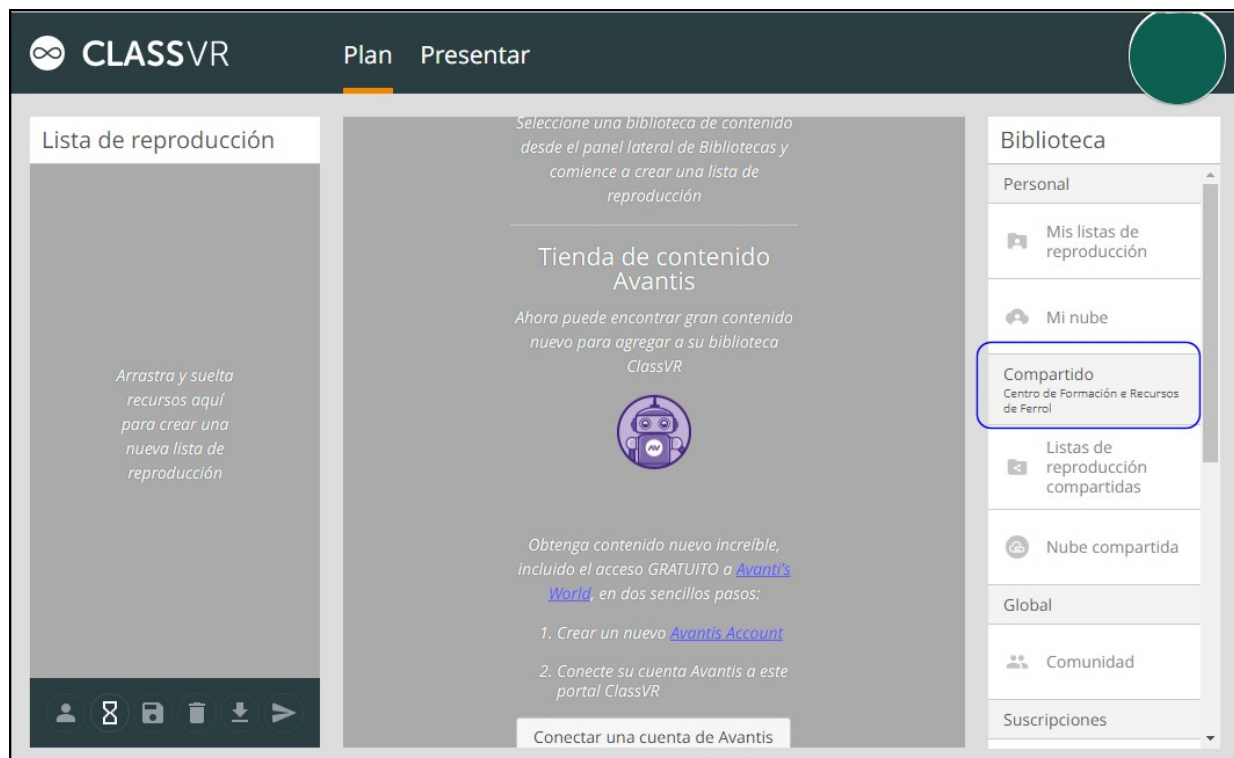 CLASSVR
Plan Presentar
Lista de reproducción
Arrastra y suelta
recursos aquí
para crear una
nueva lista de
reproducción
Seleccione una biblioteca de contenido
desde el panel lateral de Bibliotecas y
comience a crear una lista de
reproducción
Tienda de contenido
Avantis
Ahora puede encontrar gran contenido
nuevo para agregar a su biblioteca
ClassVR
Obtenga contenido nuevo increíble,
incluido el acceso GRATUITO a Avanti's
World, en dos sencillos pasos:
1. Crear un nuevo Avantis Account
2. Conecte su cuenta Avantis a este
portal ClassVR
Conectar una cuenta de Avantis
Biblioteca
Personal
Mis listas de
reproducción
Mi nube
Compartido
Centro de Formación e Recursos
de Ferrol
Listas de
reproducción
compartidas
Nube compartida
Global
Comunidad
Suscripciones